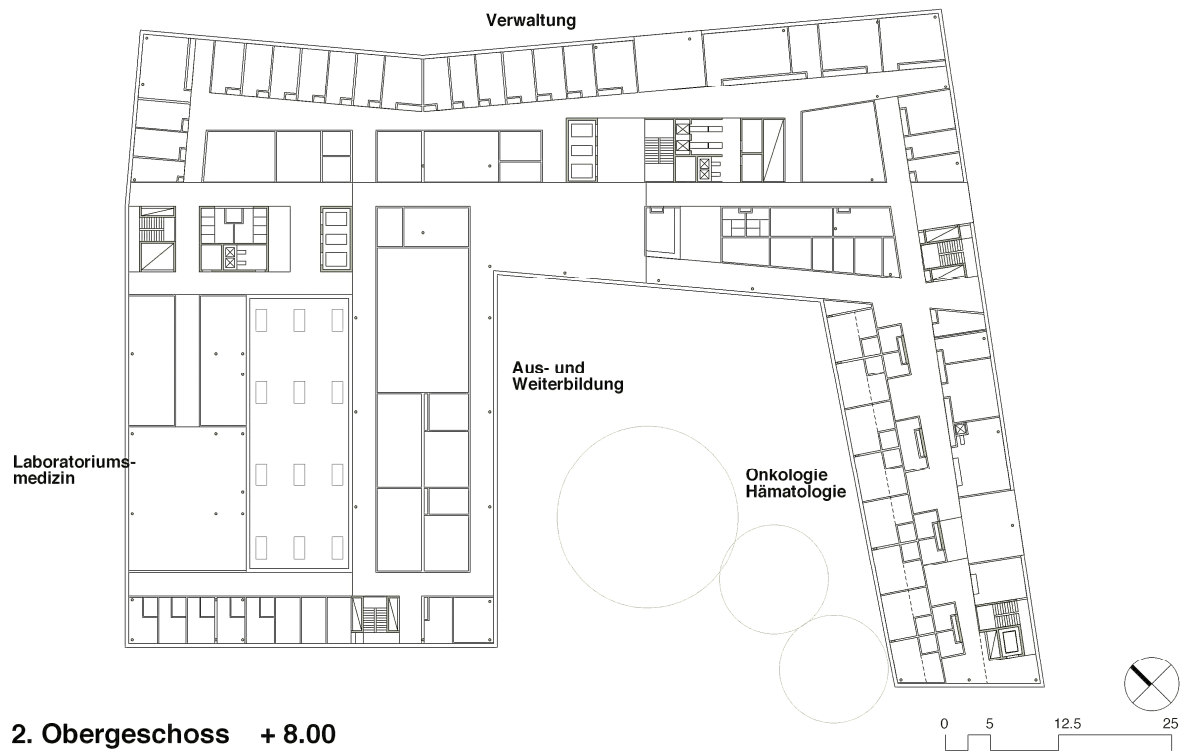 Verwaltung
Aus- und
Weiterbildung
Laboratoriums-
medizin
Onkologie
Hämatologie
2. Obergeschoss + 8.00
0 5 12.5 25